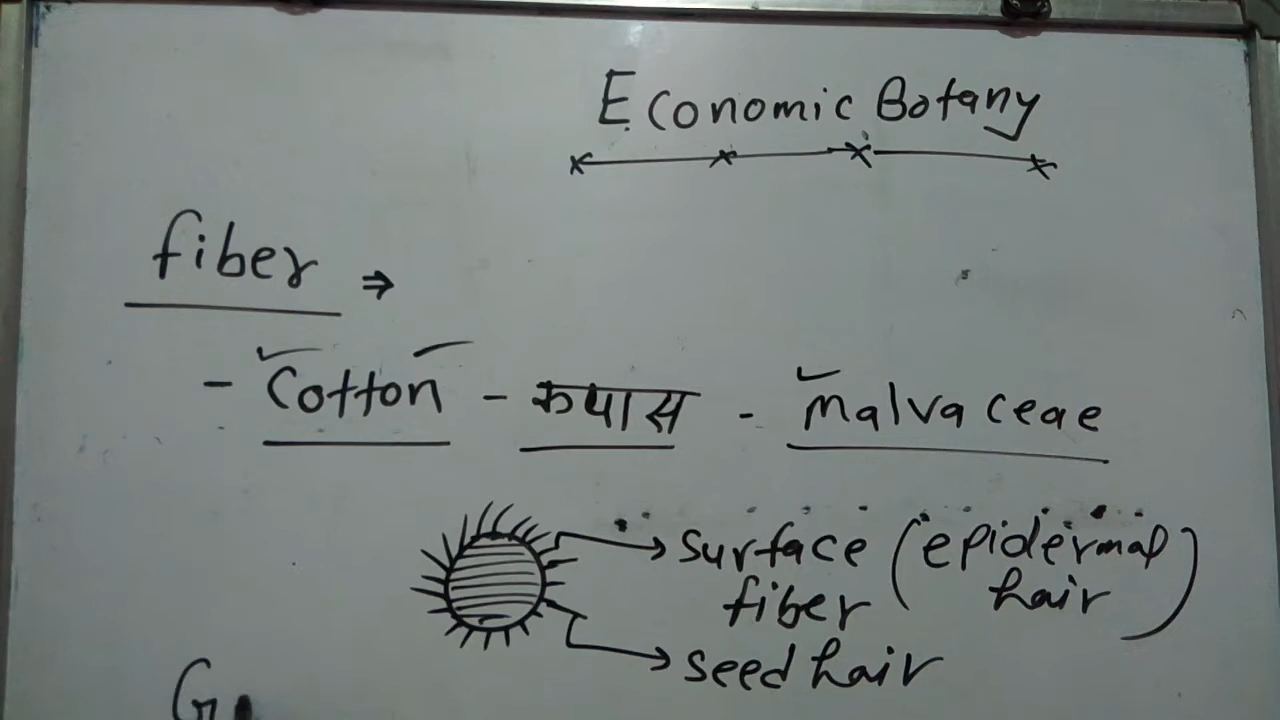 Economic Botany
fiber ⇒
- Cotton - कपास - Malvaceae
→ surface (epidermal
fiber hair)
→ seed hair
G